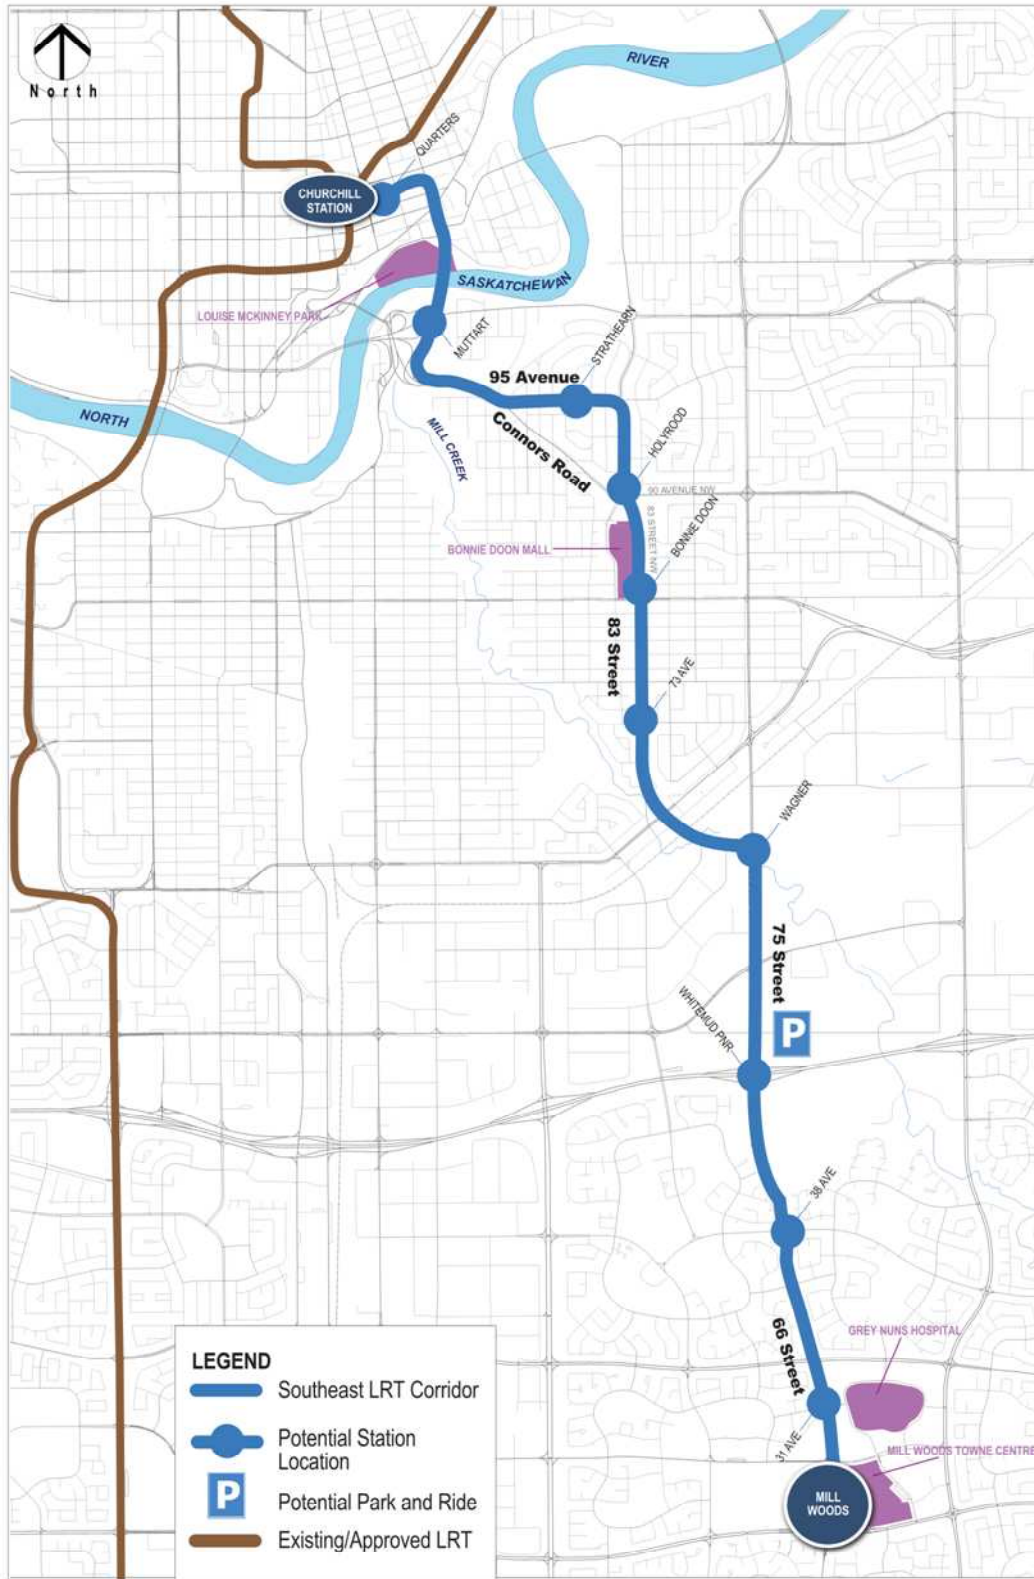 North
RIVER
QUARTERS
CHURCHILL
STATION
SASKATCHEWAN
LOUISE MCKINNEY PARK
MUTTART
STRATHEARN
95 Avenue
NORTH
MILL CREEK
Connors Road
HOLYROOD
90 AVENUE NW
83 STREET NW
BONNIE DOON
BONNIE DOON MALL
83 Street
73 AVE
WAGNER
75 Street
P
WHITEMUD PNR
38 AVE
66 Street
GREY NUNS HOSPITAL
31 AVE
MILL WOODS TOWNE CENTRE
MILL
WOODS
LEGEND
Southeast LRT Corridor
Potential Station
Location
P
Potential Park and Ride
Existing/Approved LRT